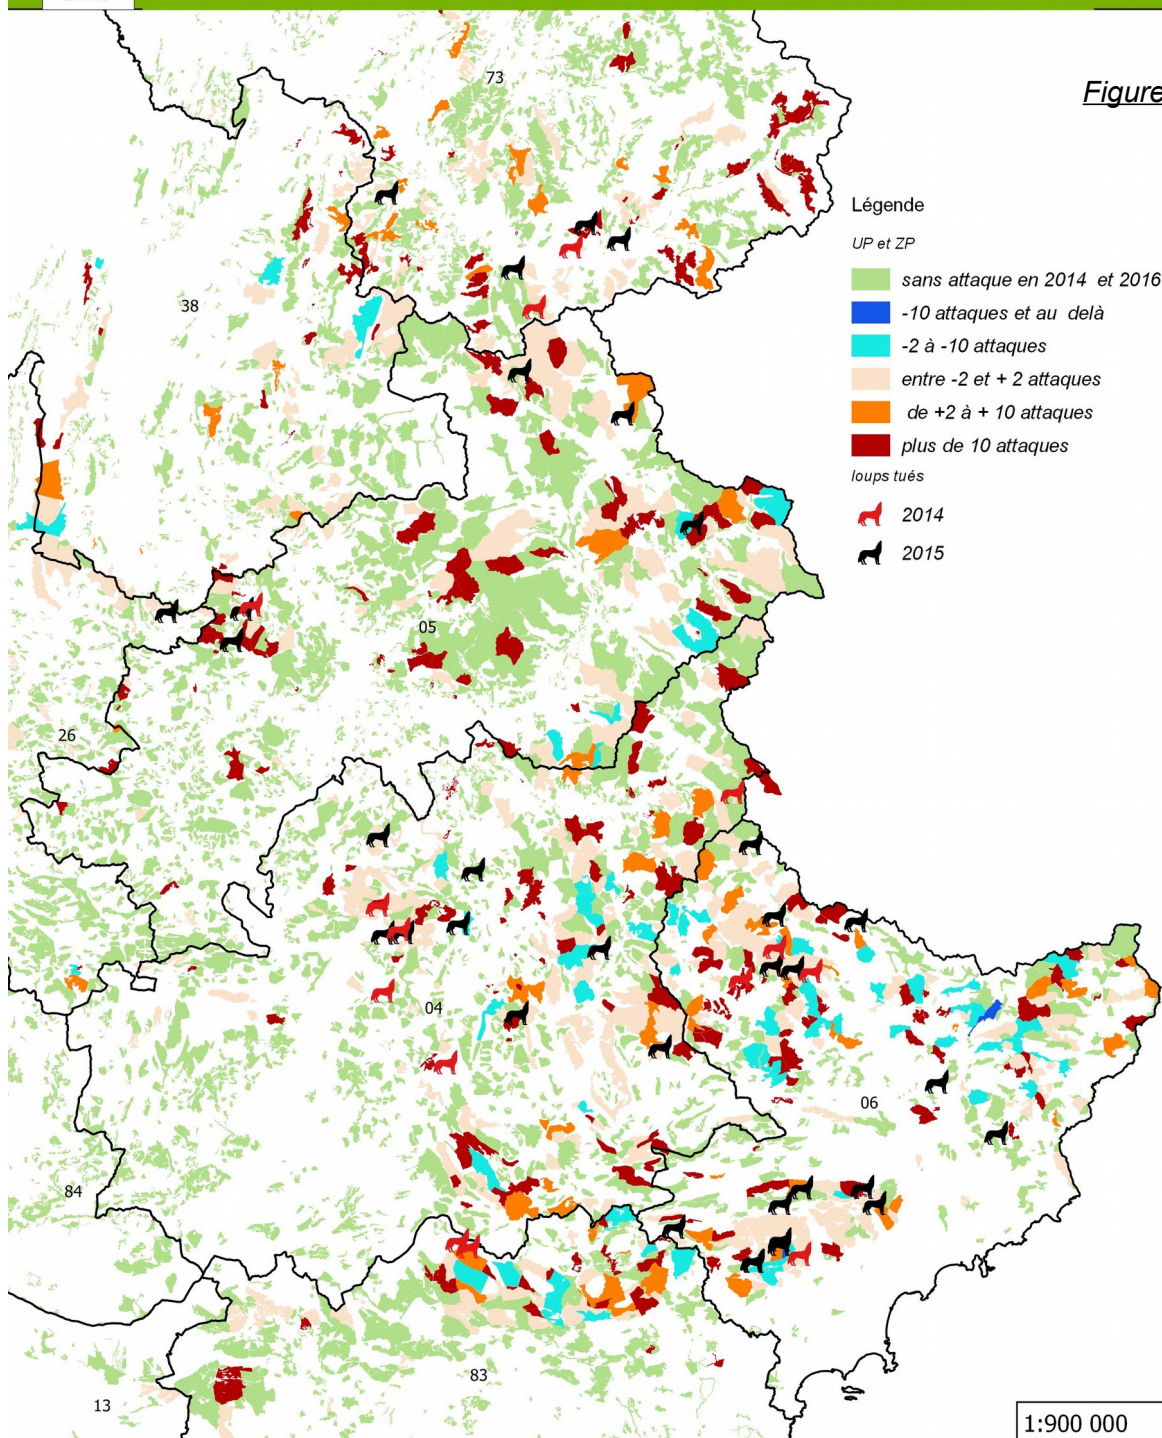 73
Figure
Légende
UP et ZP
sans attaque en 2014 et 2016
-10 attaques et au delà
-2 à -10 attaques
entre -2 et + 2 attaques
de +2 à + 10 attaques
plus de 10 attaques
loups tués
2014
2015
38
05
26
04
06
84
83
13
1:900 000